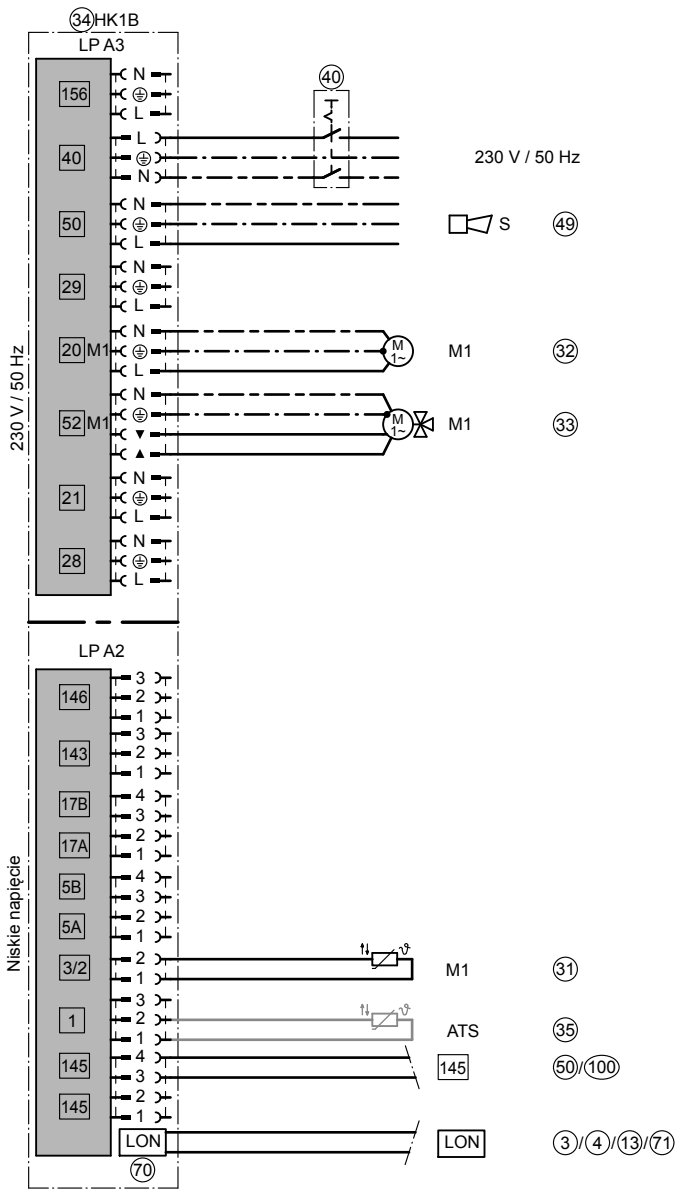 34 HK1B
LP A3
230 V / 50 Hz
156
N
L
40
L
N
40
230 V / 50 Hz
50
N
L
S 49
29
N
L
20 M1
N
L
M
1~
M1 32
52 M1
N
▼
▲
M
1~
M1 33
21
N
L
28
N
L
LP A2
Niskie napięcie
146
3
2
1
143
3
2
1
17B
4
3
17A
2
1
5B
4
3
5A
2
1
3/2
2
1
ϑ
M1 31
1
3
2
1
ϑ
ATS 35
145
4
3
145 50/100
145
2
1
LON
70
LON 3/4/13/71